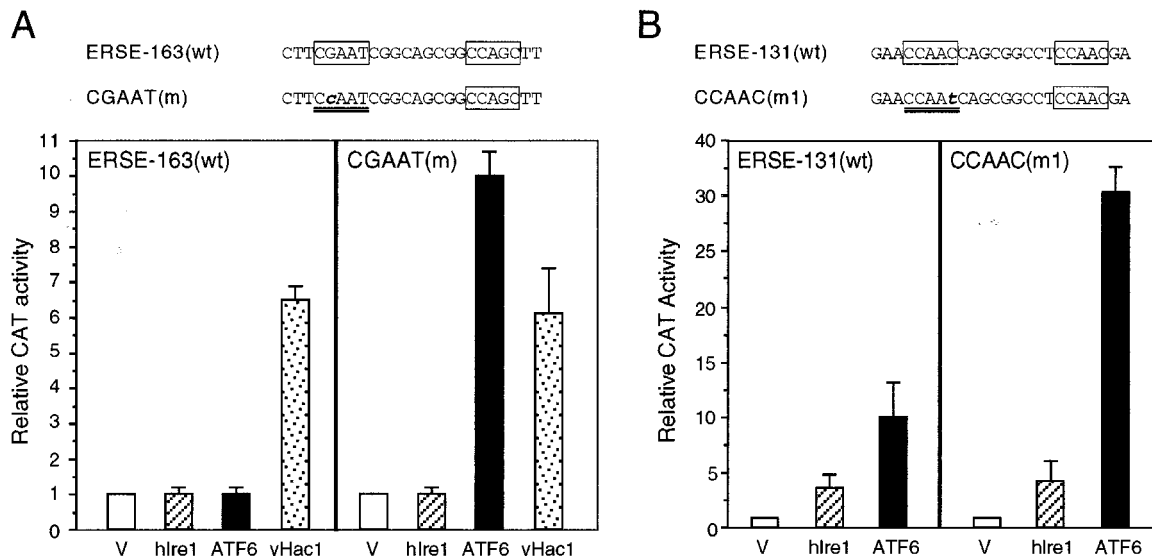 A
ERSE-163(wt) CTTCGAATCGGCAGCGGCCAGCTT
CGAAT(m) CTTCcAATCGGCAGCGGCCAGCTT
Relative CAT activity
11
10
9
8
7
6
5
4
3
2
1
0
ERSE-163(wt)
CGAAT(m)
V hIre1 ATF6 yHac1 V hIre1 ATF6 yHac1
B
ERSE-131(wt) GAACCAACCAGCGGCCTCCAACGA
CCAAC(m1) GAACCAAtCAGCGGCCTCCAACGA
Relative CAT Activity
40
30
25
20
15
10
5
0
ERSE-131(wt)
CCAAC(m1)
V hIre1 ATF6 V hIre1 ATF6